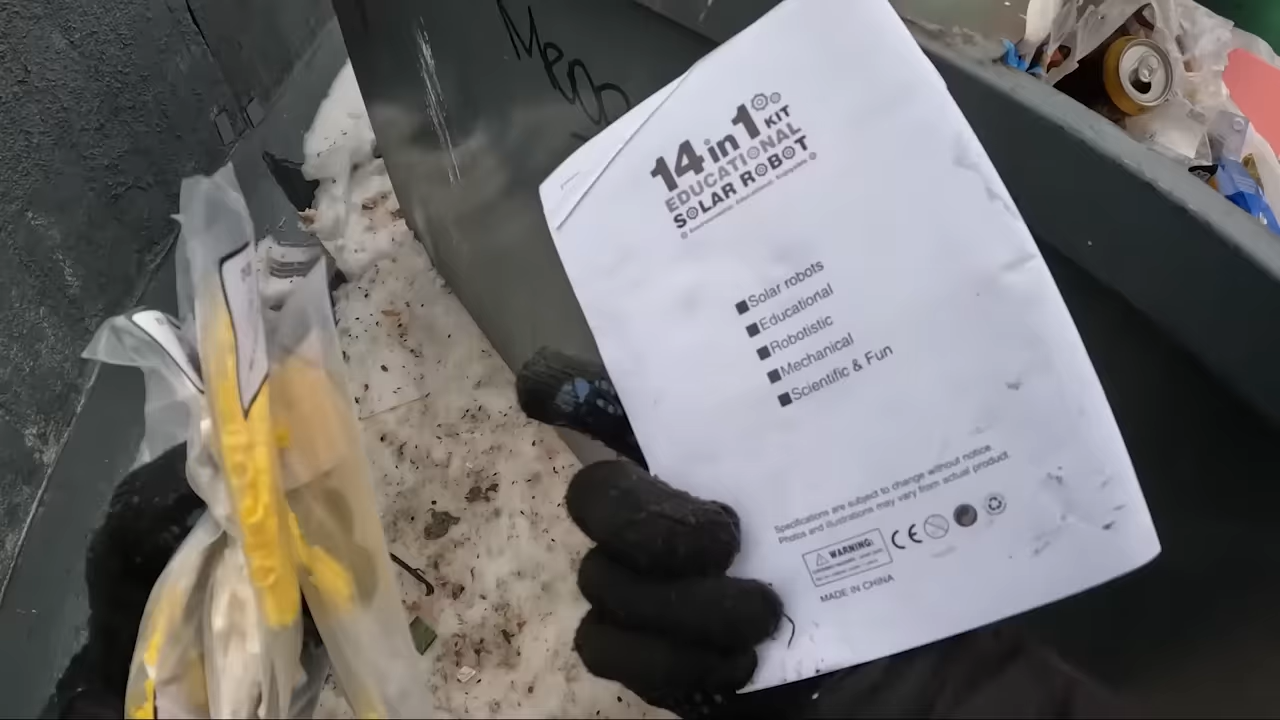 14 in 1 KIT
EDUCATIONAL
SOLAR ROBOT
Solar robots
Educational
Robotistic
Mechanical
Scientific & Fun
Specifications are subject to change without notice.
Photos and illustrations may vary from actual product.
WARNING:
CE
MADE IN CHINA